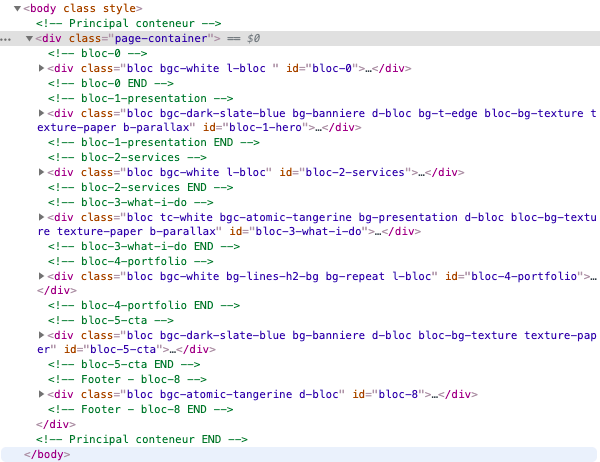 ▼<body class style>
<!-- Principal conteneur -->
… ▼<div class="page-container"> == $0
<!-- bloc-0 -->
▶<div class="bloc bgc-white l-bloc " id="bloc-0">…</div>
<!-- bloc-0 END -->
<!-- bloc-1-presentation -->
▶<div class="bloc bgc-dark-slate-blue bg-banniere d-bloc bg-t-edge bloc-bg-texture t
exture-paper b-parallax" id="bloc-1-hero">…</div>
<!-- bloc-1-presentation END -->
<!-- bloc-2-services -->
▶<div class="bloc bgc-white l-bloc" id="bloc-2-services">…</div>
<!-- bloc-2-services END -->
<!-- bloc-3-what-i-do -->
▶<div class="bloc tc-white bgc-atomic-tangerine bg-presentation d-bloc bloc-bg-textu
re texture-paper b-parallax" id="bloc-3-what-i-do">…</div>
<!-- bloc-3-what-i-do END -->
<!-- bloc-4-portfolio -->
▶<div class="bloc bgc-white bg-lines-h2-bg bg-repeat l-bloc" id="bloc-4-portfolio">…
</div>
<!-- bloc-4-portfolio END -->
<!-- bloc-5-cta -->
▶<div class="bloc bgc-dark-slate-blue bg-banniere d-bloc bloc-bg-texture texture-pap
er" id="bloc-5-cta">…</div>
<!-- bloc-5-cta END -->
<!-- Footer - bloc-8 -->
▶<div class="bloc bgc-atomic-tangerine d-bloc" id="bloc-8">…</div>
<!-- Footer - bloc-8 END -->
</div>
<!-- Principal conteneur END -->
</body>